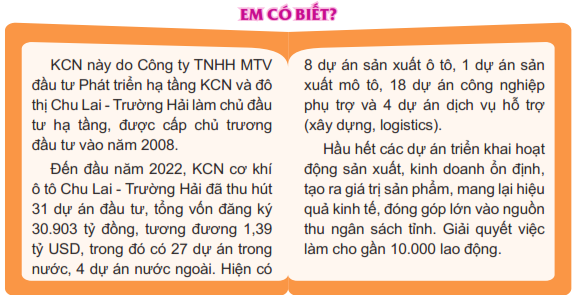 EM CÓ BIẾT?
KCN này do Công ty TNHH MTV
đầu tư Phát triển hạ tầng KCN và đô
thị Chu Lai - Trường Hải làm chủ đầu
tư hạ tầng, được cấp chủ trương
đầu tư vào năm 2008.
Đến đầu năm 2022, KCN cơ khí
ô tô Chu Lai - Trường Hải đã thu hút
31 dự án đầu tư, tổng vốn đăng ký
30.903 tỷ đồng, tương đương 1,39
tỷ USD, trong đó có 27 dự án trong
nước, 4 dự án nước ngoài. Hiện có
8 dự án sản xuất ô tô, 1 dự án sản
xuất mô tô, 18 dự án công nghiệp
phụ trợ và 4 dự án dịch vụ hỗ trợ
(xây dựng, logistics).
Hầu hết các dự án triển khai hoạt
động sản xuất, kinh doanh ổn định,
tạo ra giá trị sản phẩm, mang lại hiệu
quả kinh tế, đóng góp lớn vào nguồn
thu ngân sách tỉnh. Giải quyết việc
làm cho gần 10.000 lao động.